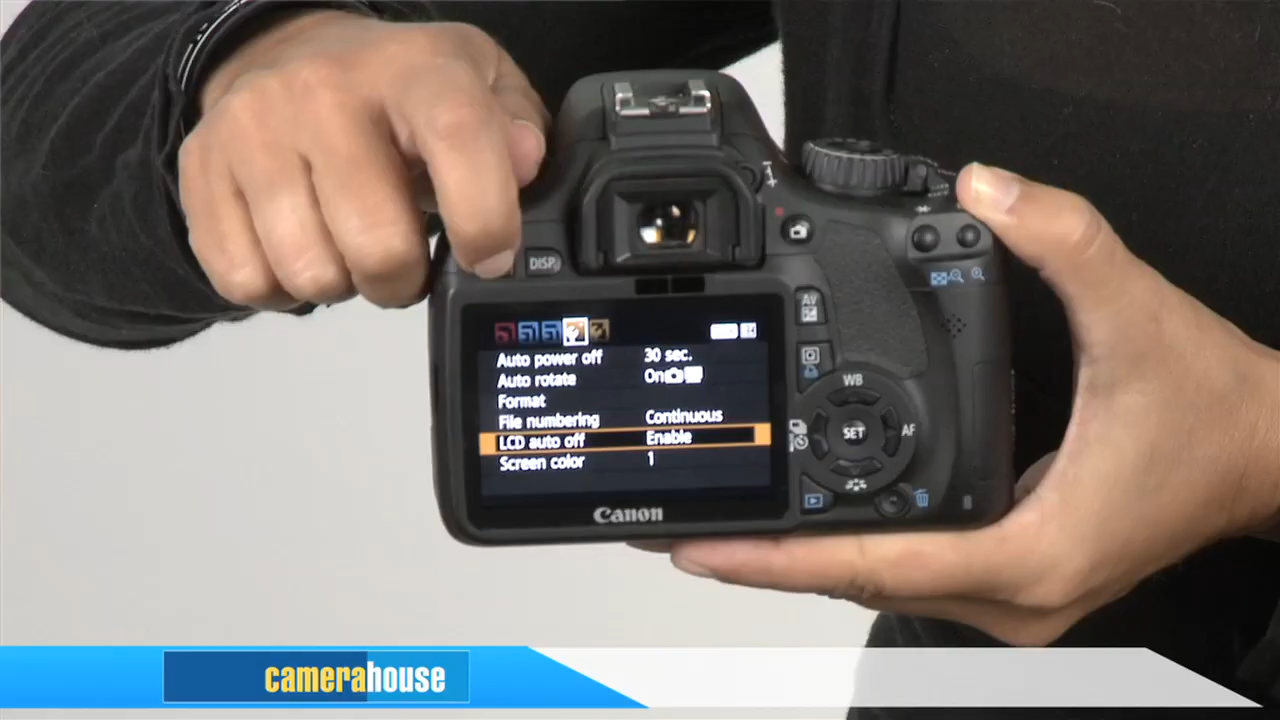 DISP.
Auto power off 30 sec.
Auto rotate On
Format
File numbering Continuous
LCD auto off Enable
Screen color 1
Canon
AV
WB
SET
AF
camerahouse